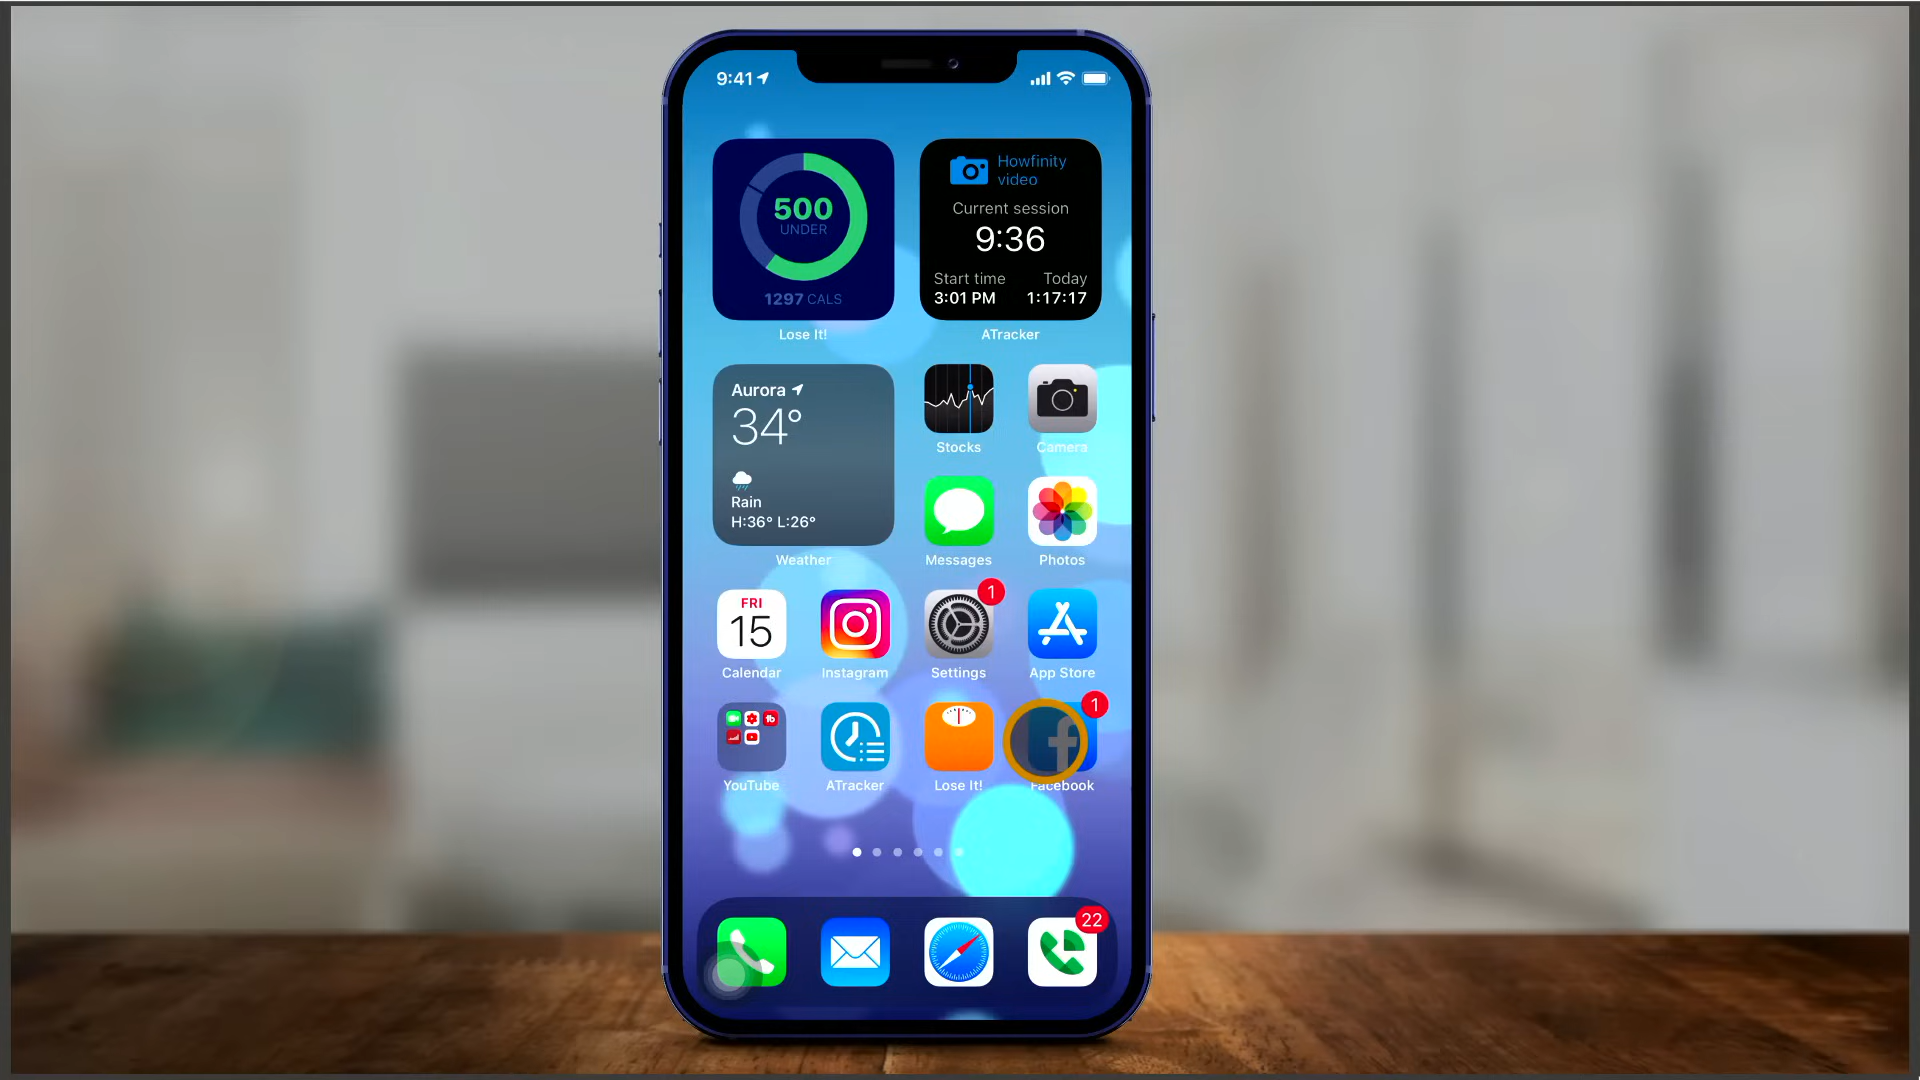 9:41
500
UNDER
1297 CALS
Lose It!
Howfinity
video
Current session
9:36
Start time Today
3:01 PM 1:17:17
ATracker
Aurora
34°
Rain
H:36° L:26°
Weather
Stocks
Camera
Messages
Photos
FRI
15
Calendar
Instagram
1
Settings
App Store
YouTube
ATracker
Lose It!
1
f
Facebook
22